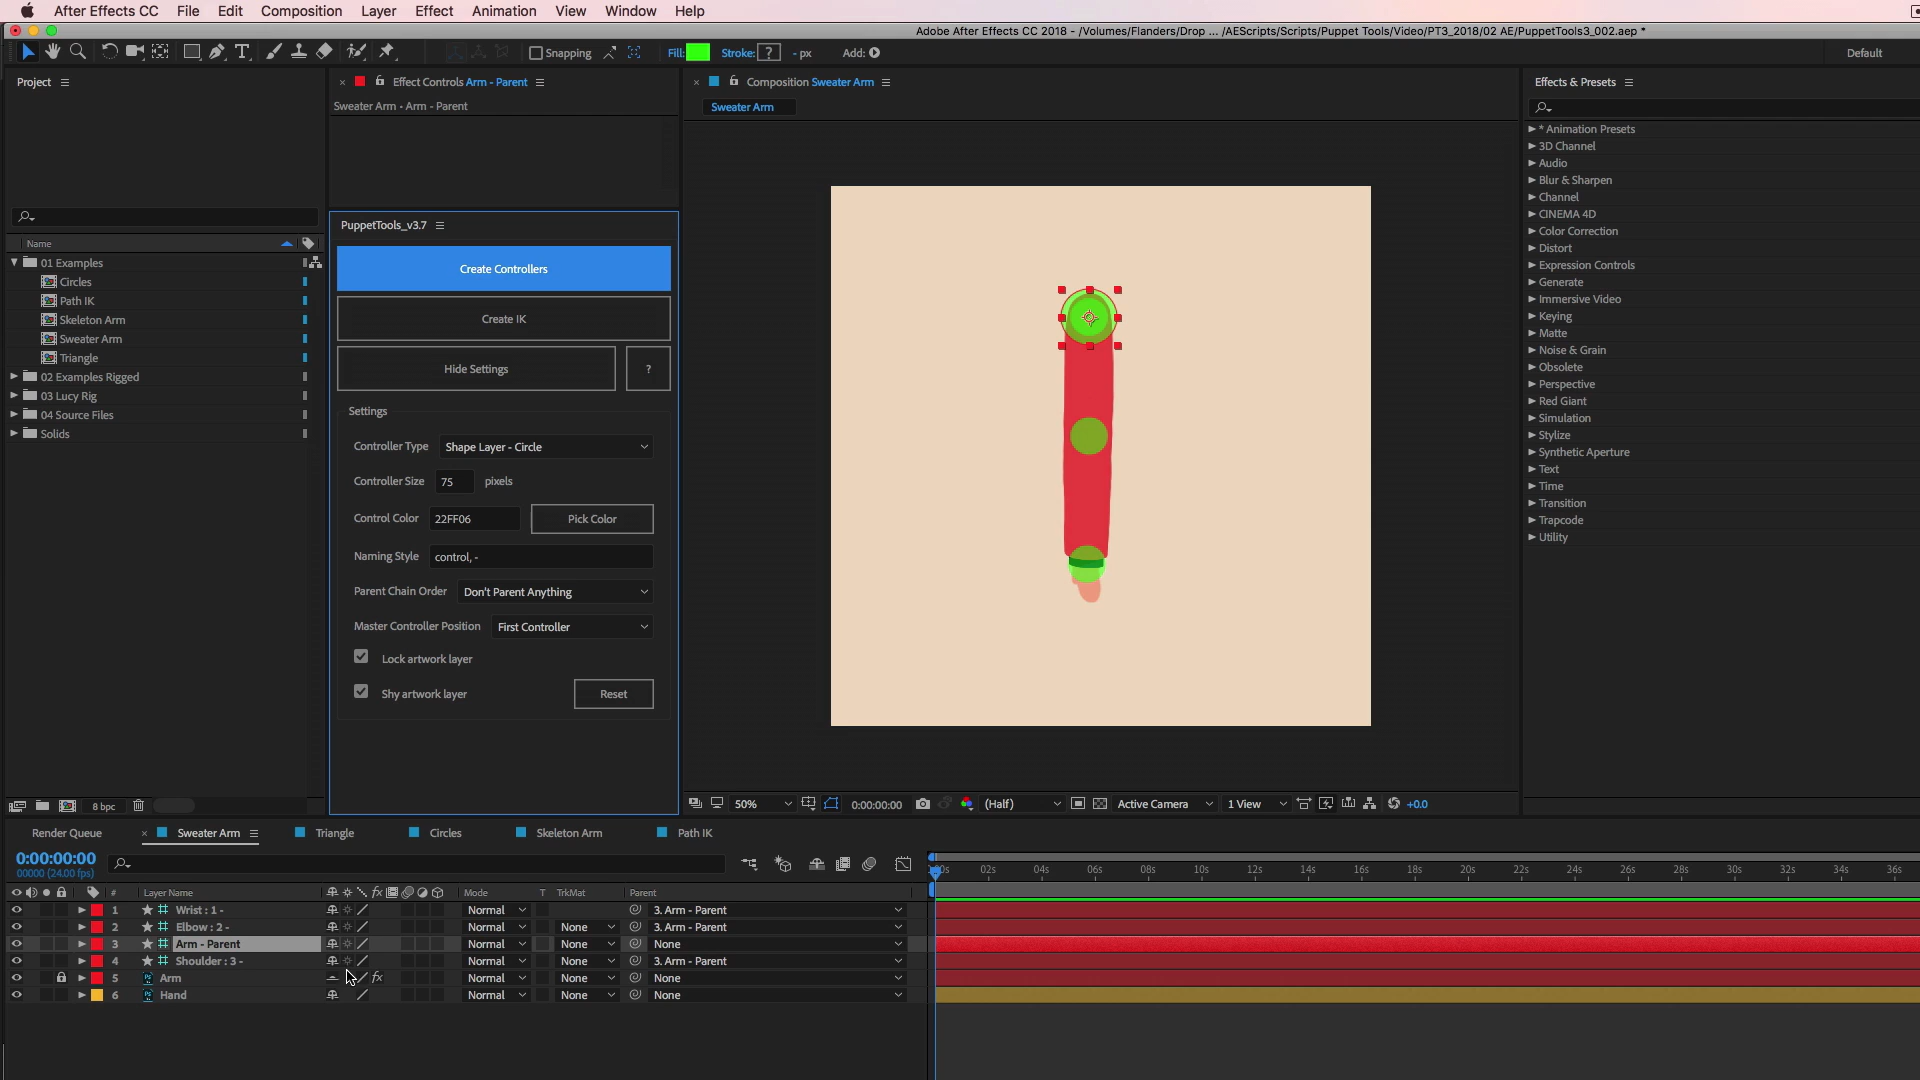 After Effects CC File Edit Composition Layer Effect Animation View Window Help
Adobe After Effects CC 2018 - /Volumes/Flanders/Drop ... /AEScripts/Scripts/Puppet Tools/Video/PT3_2018/02 AE/PuppetTools3_002.aep *
Snapping Fill: Stroke: ? - px Add: Default
Project
Effect Controls Arm - Parent
Sweater Arm • Arm - Parent
Composition Sweater Arm
Sweater Arm
Effects & Presets
* Animation Presets
3D Channel
Audio
Blur & Sharpen
Channel
CINEMA 4D
Color Correction
Distort
Expression Controls
Generate
Immersive Video
Keying
Matte
Noise & Grain
Obsolete
Perspective
Red Giant
Simulation
Stylize
Synthetic Aperture
Text
Time
Transition
Trapcode
Utility
Name
01 Examples
Circles
Path IK
Skeleton Arm
Sweater Arm
Triangle
02 Examples Rigged
03 Lucy Rig
04 Source Files
Solids
8 bpc
PuppetTools_v3.7
Create Controllers
Create IK
Hide Settings ?
Settings
Controller Type Shape Layer - Circle
Controller Size 75 pixels
Control Color 22FF06 Pick Color
Naming Style control, -
Parent Chain Order Don't Parent Anything
Master Controller Position First Controller
Lock artwork layer
Shy artwork layer Reset
50% 0:00:00:00 (Half) Active Camera 1 View +0.0
Render Queue Sweater Arm Triangle Circles Skeleton Arm Path IK
0:00:00:00
00000 (24.00 fps)
02s 04s 06s 08s 10s 12s 14s 16s 18s 20s 22s 24s 26s 28s 30s 32s 34s 36s
# Layer Name fx Mode T TrkMat Parent
1 Wrist : 1 - Normal 3. Arm - Parent
2 Elbow : 2 - Normal None 3. Arm - Parent
3 Arm - Parent Normal None None
4 Shoulder : 3 - Normal None 3. Arm - Parent
5 Arm fx Normal None None
6 Hand Normal None None